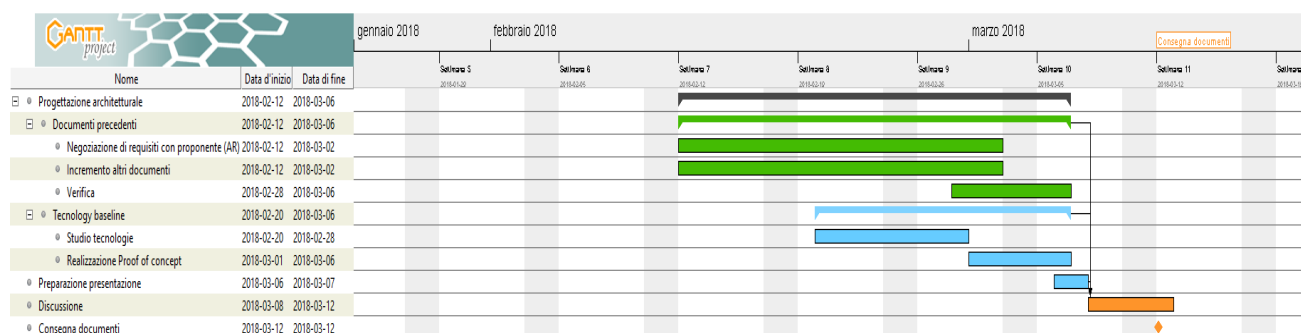 GANTT
project
gennaio 2018
febbraio 2018
marzo 2018
Consegna documenti
Settimana 5
Settimana 6
Settimana 7
Settimana 8
Settimana 9
Settimana 10
Settimana 11
Settimana
2018-01-29
2018-02-05
2018-02-12
2018-02-19
2018-02-26
2018-03-05
2018-03-12
Nome Data d'inizio Data di fine
Progettazione architetturale 2018-02-12 2018-03-06
Documenti precedenti 2018-02-12 2018-03-06
Negoziazione di requisiti con proponente (AR) 2018-02-12 2018-03-02
Incremento altri documenti 2018-02-12 2018-03-02
Verifica 2018-02-28 2018-03-06
Tecnology baseline 2018-02-20 2018-03-06
Studio tecnologie 2018-02-20 2018-02-28
Realizzazione Proof of concept 2018-03-01 2018-03-06
Preparazione presentazione 2018-03-06 2018-03-07
Discussione 2018-03-08 2018-03-12
Consegna documenti 2018-03-12 2018-03-12